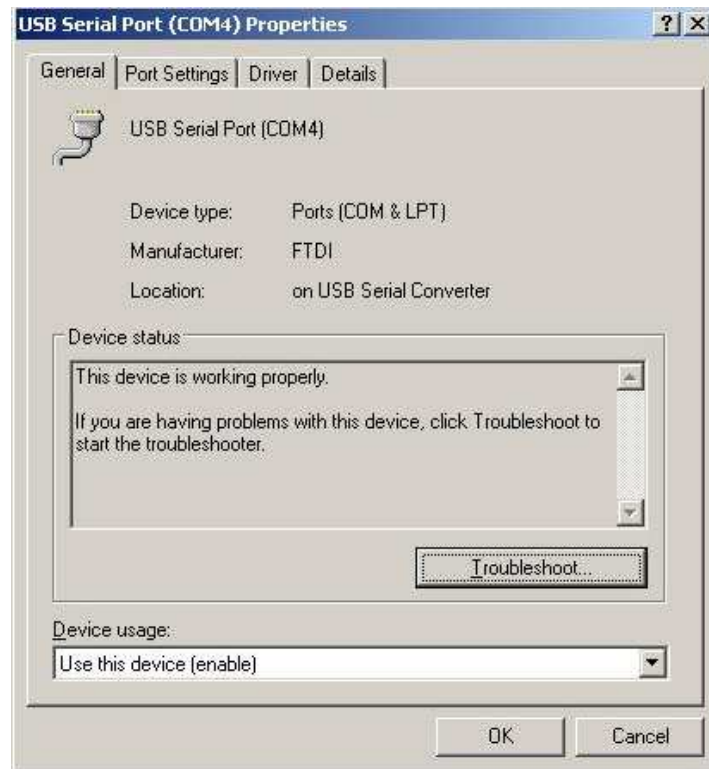 USB Serial Port (COM4) Properties
General Port Settings Driver Details
USB Serial Port (COM4)
Device type: Ports (COM & LPT)
Manufacturer: FTDI
Location: on USB Serial Converter
Device status
This device is working properly.
If you are having problems with this device, click Troubleshoot to
start the troubleshooter.
Troubleshoot...
Device usage:
Use this device (enable)
OK Cancel